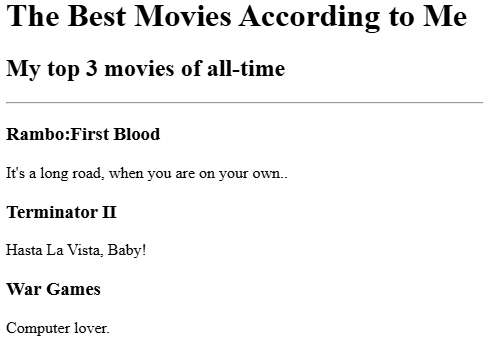 The Best Movies According to Me
My top 3 movies of all-time
Rambo:First Blood
It's a long road, when you are on your own..
Terminator II
Hasta La Vista, Baby!
War Games
Computer lover.